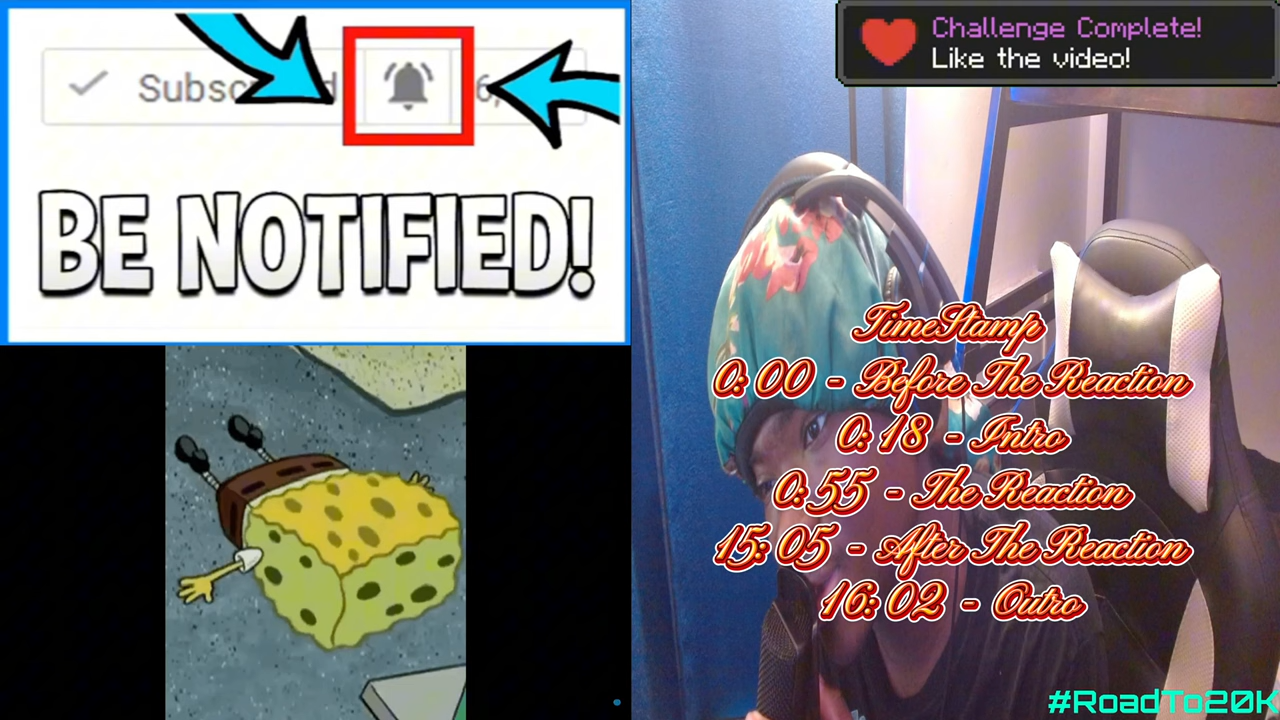 BE NOTIFIED!
Challenge Complete!
Like the video!
TimeStamp
0:00 - Before The Reaction
0:18 - Intro
0:55 - The Reaction
15:05 - After The Reaction
16:02 - Outro
#RoadTo20K